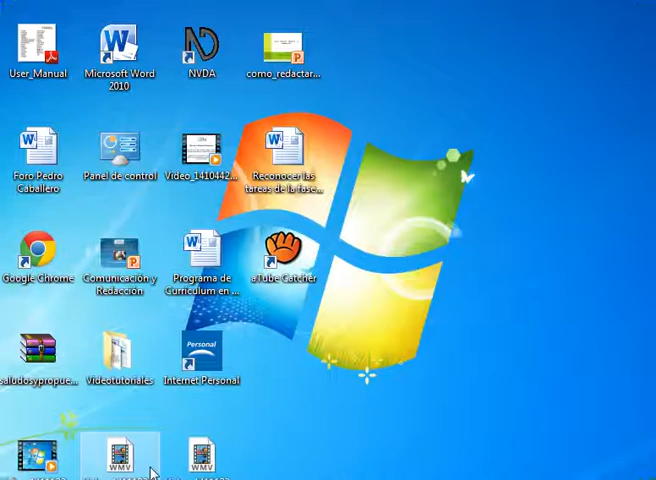 User_Manual
Microsoft Word
2010
NVDA
como_redactar...
Foro Pedro
Caballero
Panel de control
Video_1410442...
Reconocer las
tareas de la fase...
Google Chrome
Comunicación y
Redacción
Programa de
Curriculum en ...
aTube Catcher
saludosypropue...
Videotutoriales
Personal
Internet Personal
WMV
WMV